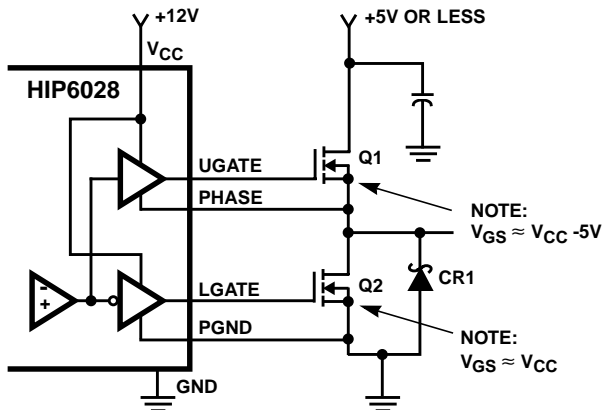 +12V
+5V OR LESS
VCC
HIP6028
UGATE
Q1
PHASE
NOTE:
VGS ≈ VCC -5V
Q2
LGATE
CR1
- +
PGND
NOTE:
VGS ≈ VCC
GND